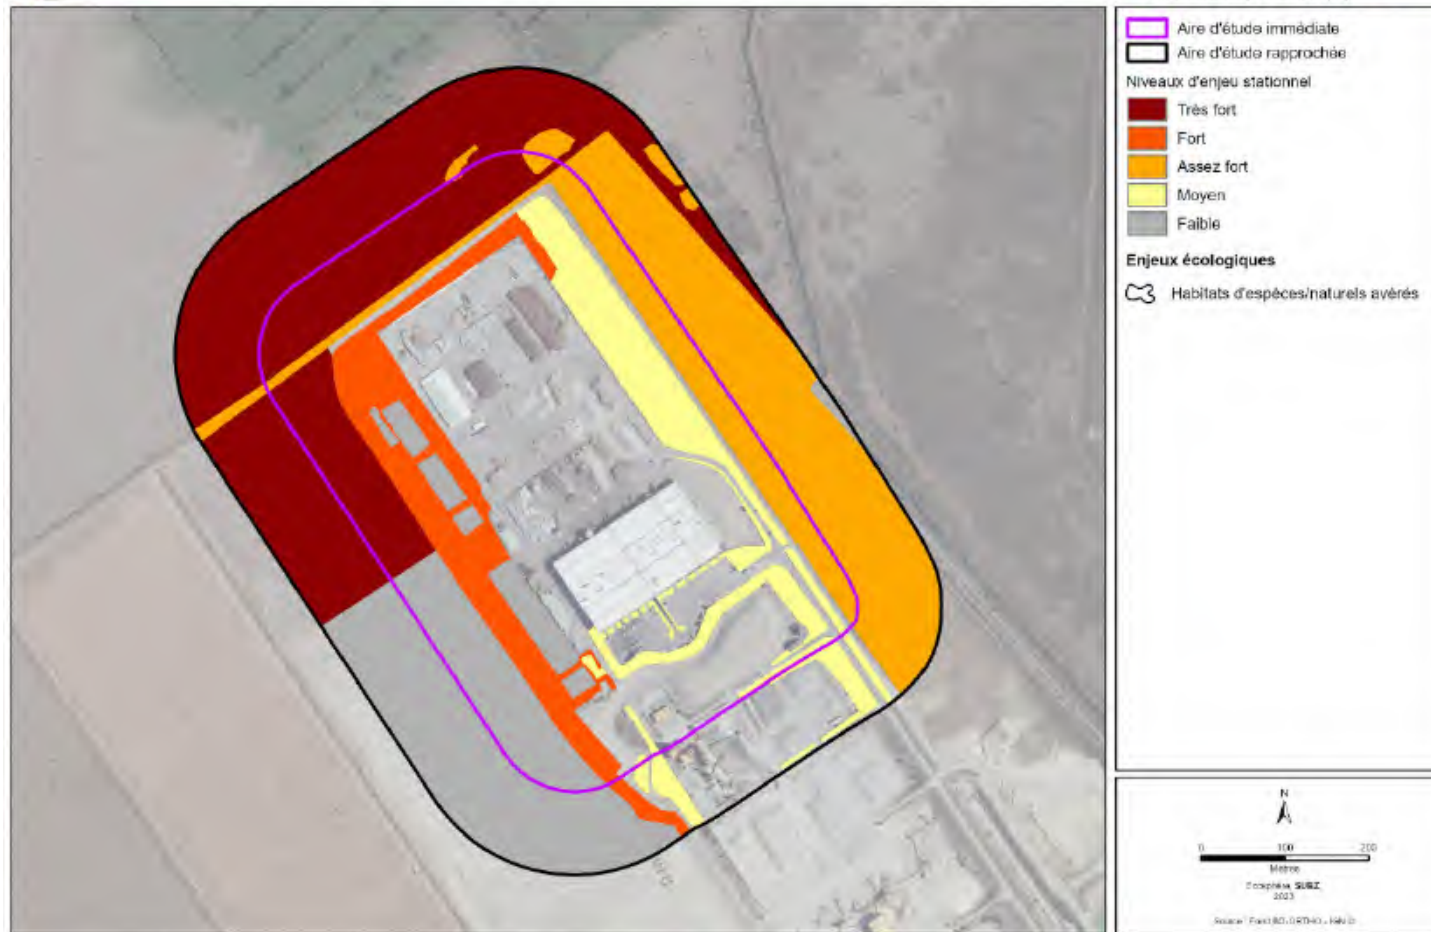 Aire d'étude immédiate
Aire d'étude rapprochée
Niveaux d'enjeu stationnel
Très fort
Fort
Assez fort
Moyen
Faible
Enjeux écologiques
Habitats d'espèces/naturels avérés
N
0 100 200
Mètres
2023